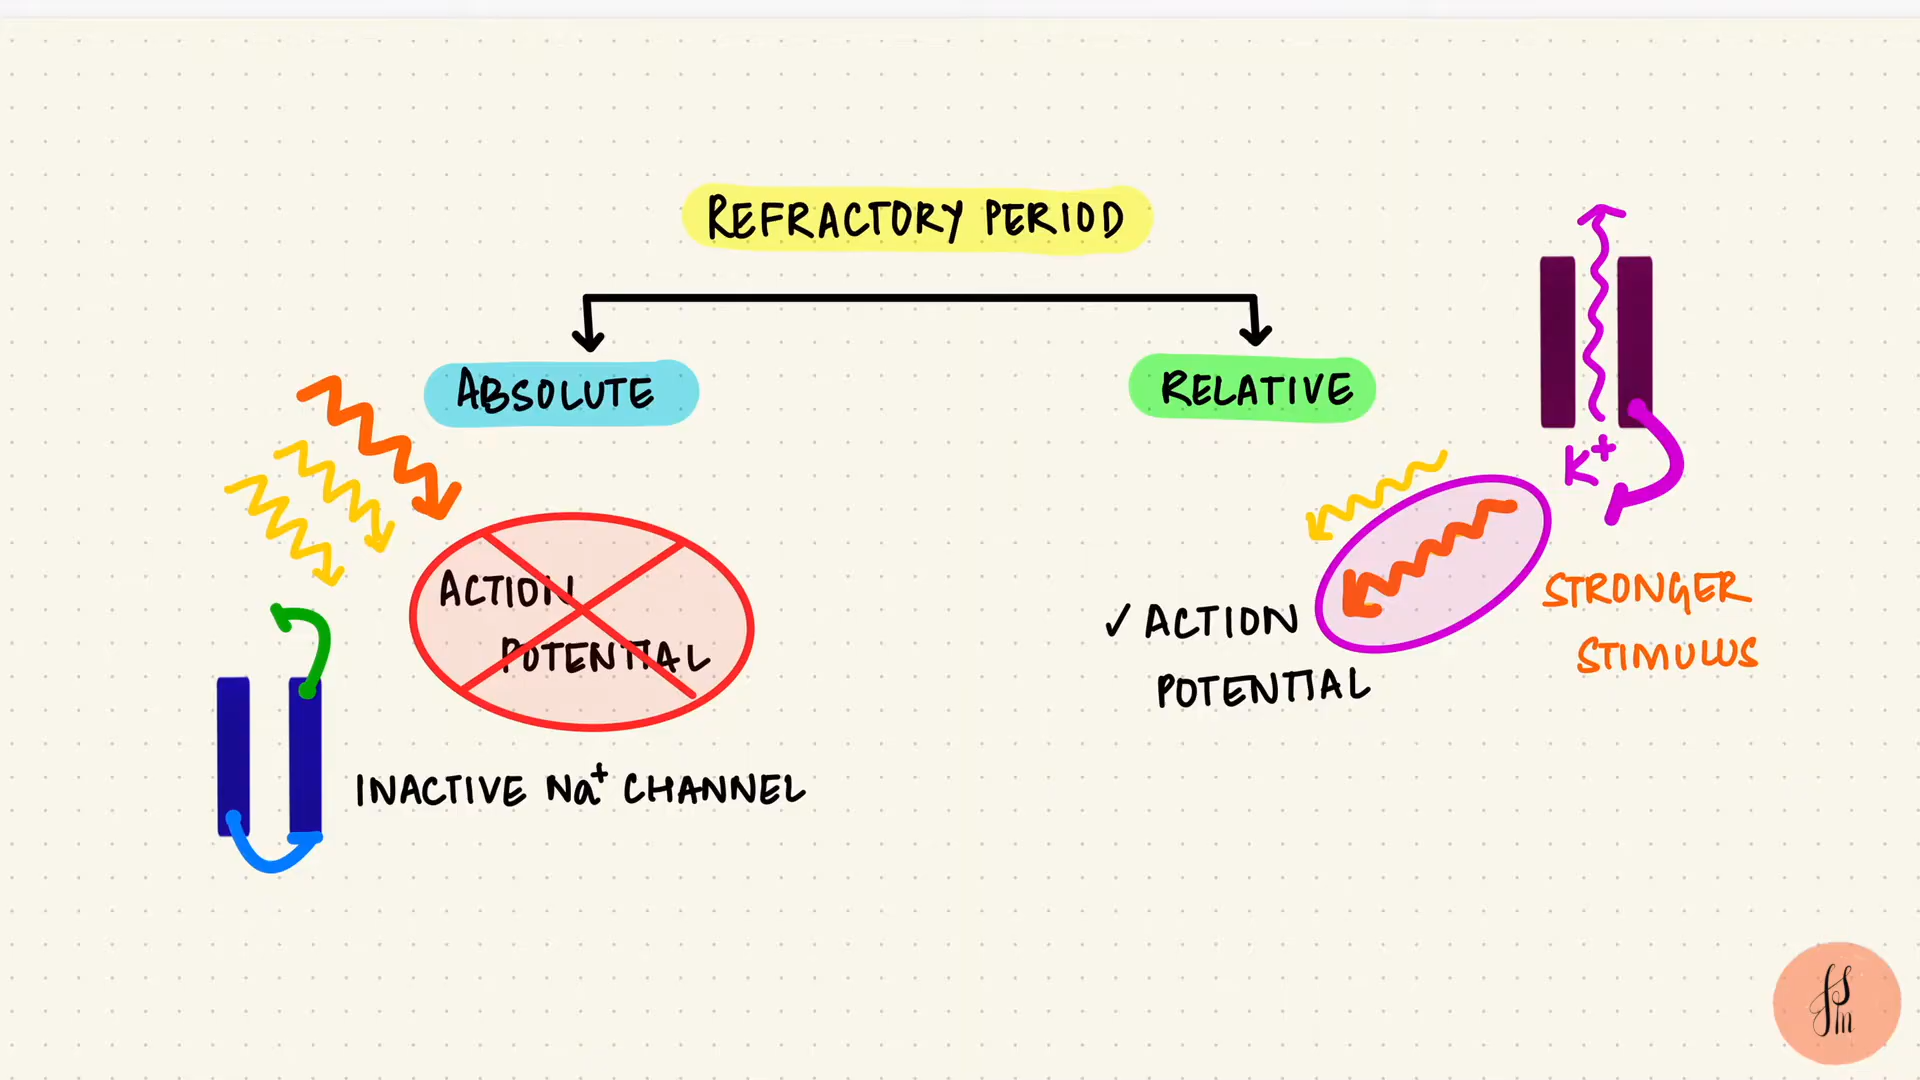 REFRACTORY PERIOD
ABSOLUTE
RELATIVE
K⁺
ACTION
POTENTIAL
STRONGER
STIMULUS
✓ ACTION
POTENTIAL
INACTIVE Na⁺ CHANNEL